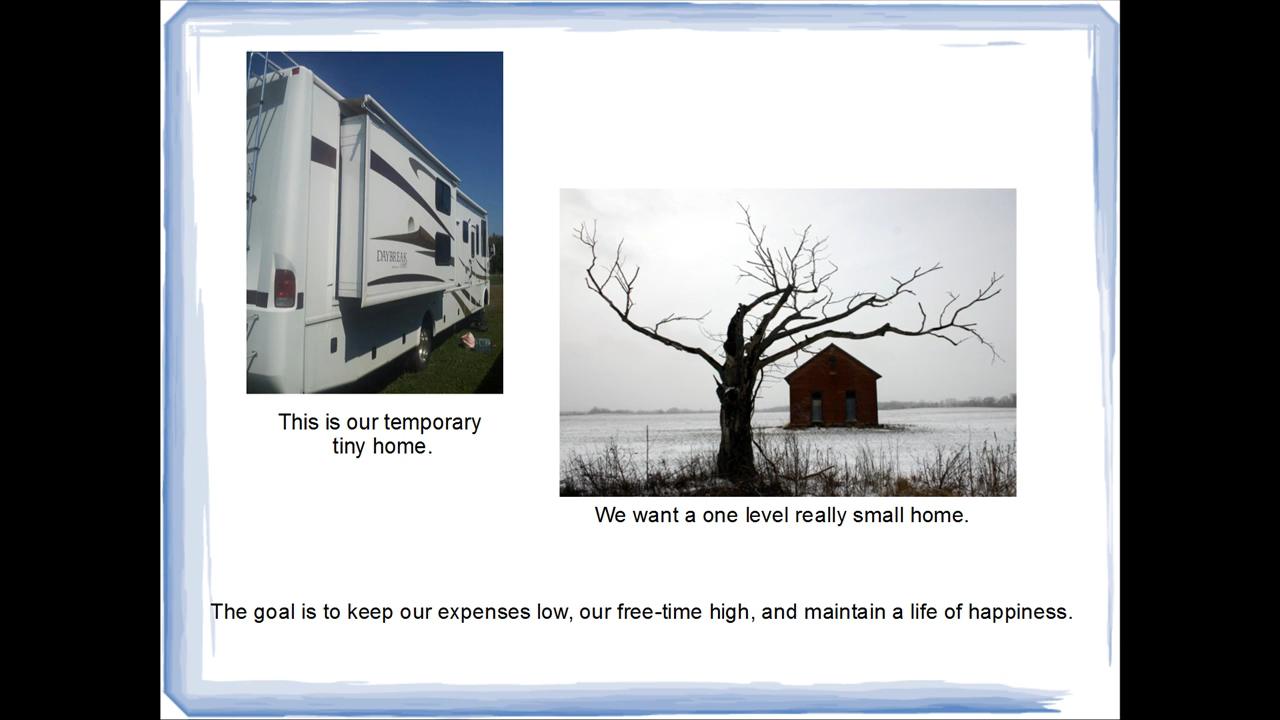 DAYBREAK
This is our temporary
tiny home.
We want a one level really small home.
The goal is to keep our expenses low, our free-time high, and maintain a life of happiness.